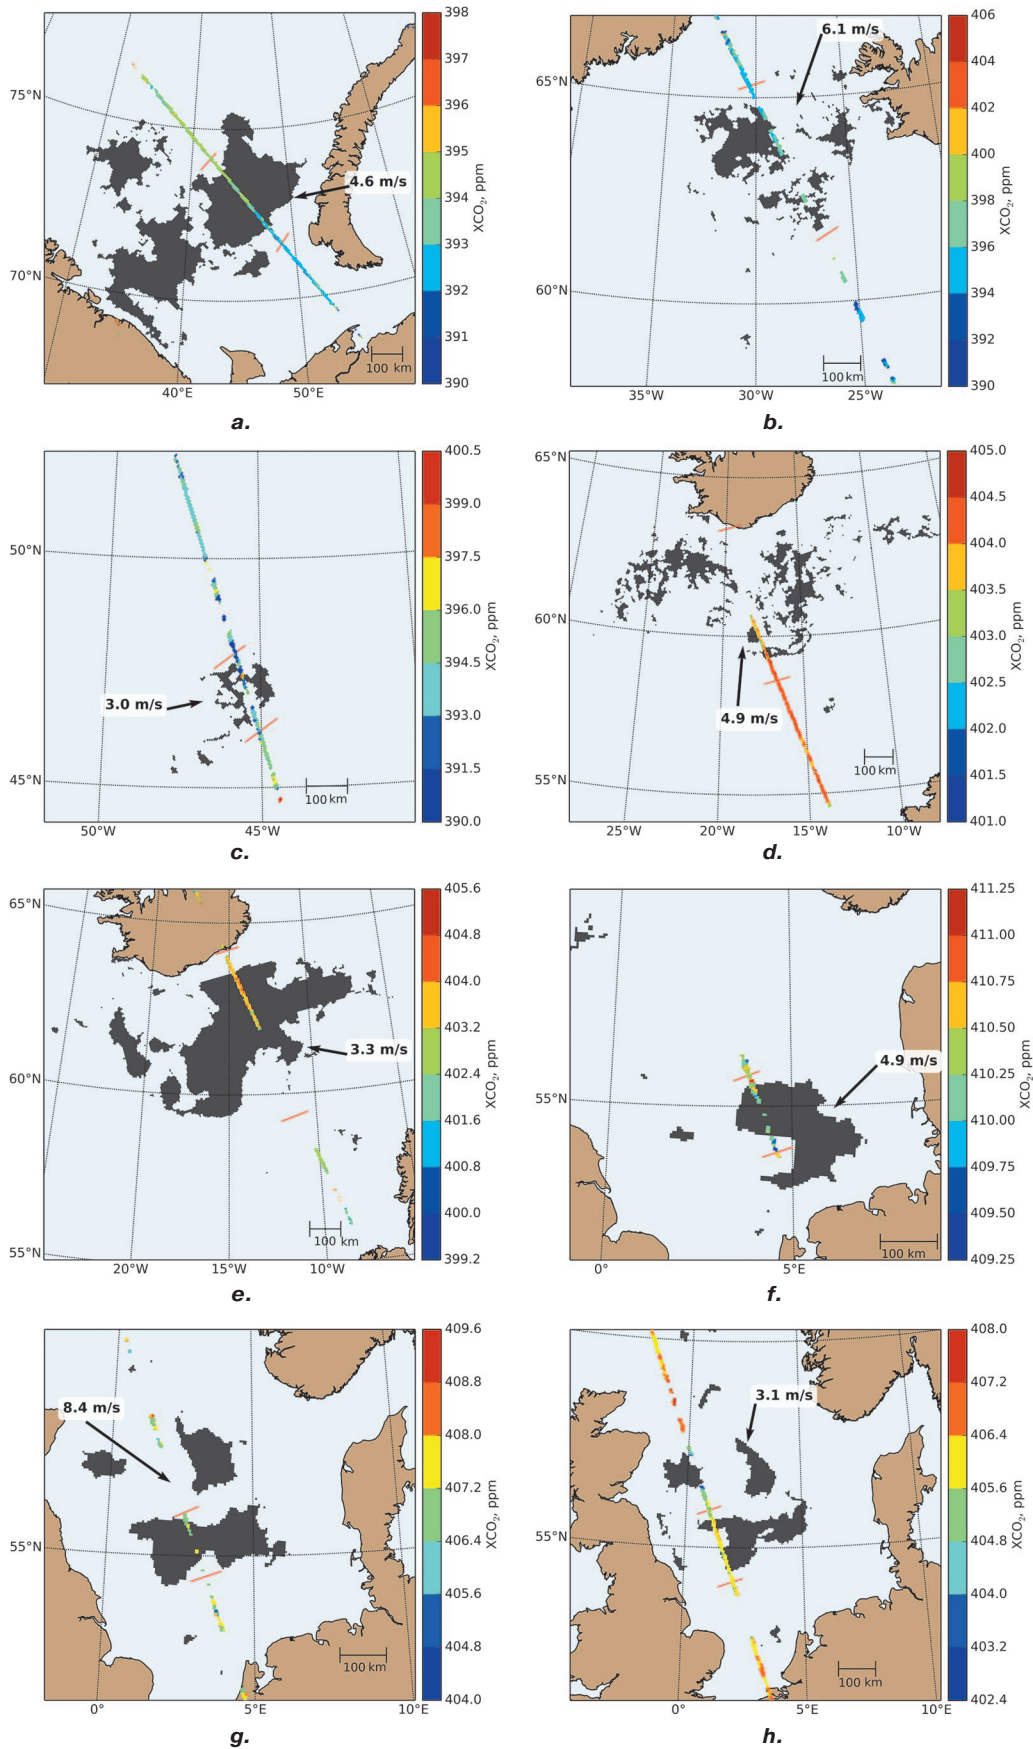 398
397
396
395
394
393
392
391
390
XCO2, ppm
75°N
70°N
40°E
50°E
4.6 m/s
100 km
a.
406
404
402
400
398
396
394
392
390
XCO2, ppm
65°N
60°N
35°W
30°W
25°W
6.1 m/s
100 km
b.
400.5
399.0
397.5
396.0
394.5
393.0
391.5
390.0
XCO2, ppm
50°N
45°N
50°W
45°W
3.0 m/s
100 km
c.
405.0
404.5
404.0
403.5
403.0
402.5
402.0
401.5
401.0
XCO2, ppm
65°N
60°N
55°N
25°W
20°W
15°W
10°W
4.9 m/s
100 km
d.
405.6
404.8
404.0
403.2
402.4
401.6
400.8
400.0
399.2
XCO2, ppm
65°N
60°N
55°N
20°W
15°W
10°W
3.3 m/s
100 km
e.
411.25
411.00
410.75
410.50
410.25
410.00
409.75
409.50
409.25
XCO2, ppm
55°N
0°
5°E
4.9 m/s
100 km
f.
409.6
408.8
408.0
407.2
406.4
405.6
404.8
404.0
XCO2, ppm
55°N
0°
5°E
10°E
8.4 m/s
100 km
g.
408.0
407.2
406.4
405.6
404.8
404.0
403.2
402.4
XCO2, ppm
55°N
0°
5°E
10°E
3.1 m/s
100 km
h.